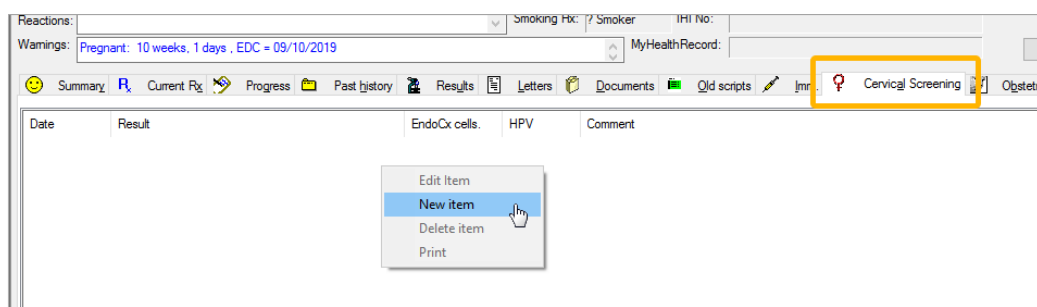 Reactions: Smoking Hx: ? Smoker IHI No:
Warnings: Pregnant: 10 weeks, 1 days , EDC = 09/10/2019 MyHealthRecord:
Summary Rx Current Rx Progress Past history Results Letters Documents Old scripts Imm. Cervical Screening Obstet
Date Result EndoCx cells. HPV Comment
Edit Item
New item
Delete item
Print